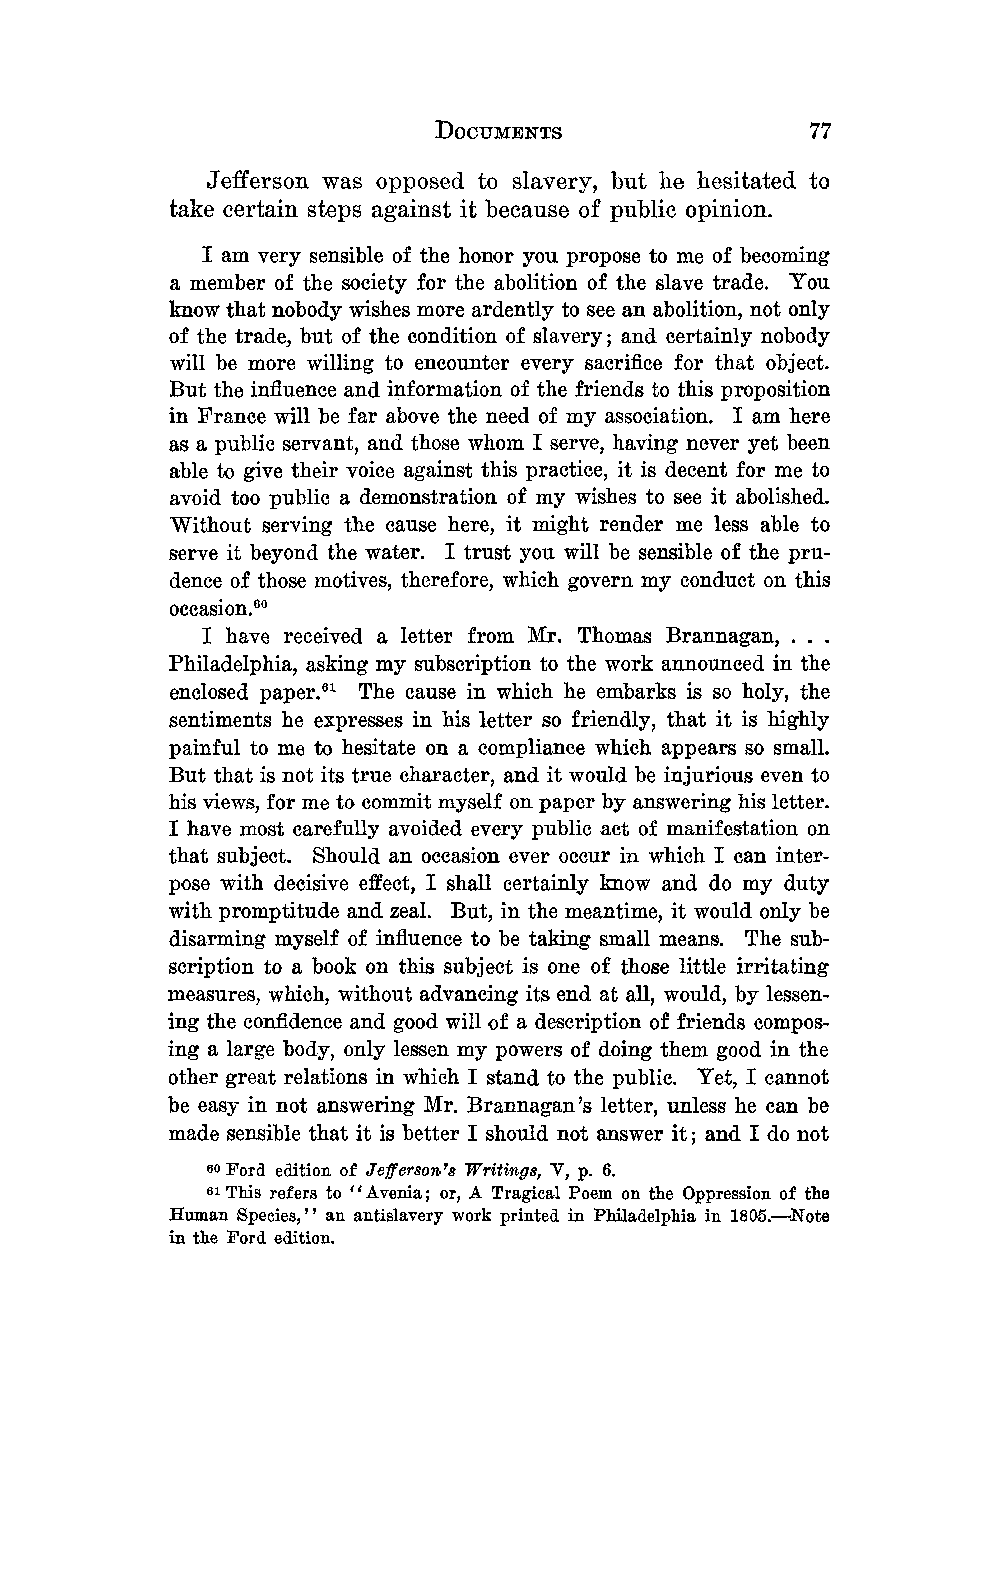 DOCUMENTS 77
Jefferson was opposed to slavery, but he hesitated to
take certain steps against it because of public opinion.
I am very sensible of the honor you propose to me of becoming
a member of the society for the abolition of the slave trade. You
know that nobody wishes more ardently to see an abolition, not only
of the trade, but of the condition of slavery; and certainly nobody
will be more willing to encounter every sacrifice for that object.
But the influence and information of the friends to this proposition
in France will be far above the need of my association. I am here
as a public servant, and those whom I serve, having never yet been
able to give their voice against this practice, it is decent for me to
avoid too public a demonstration of my wishes to see it abolished.
Without serving the cause here, it might render me less able to
serve it beyond the water. I trust you will be sensible of the pru-
dence of those motives, therefore, which govern my conduct on this
occasion.⁶⁰
I have received a letter from Mr. Thomas Brannagan, . . .
Philadelphia, asking my subscription to the work announced in the
enclosed paper.⁶¹ The cause in which he embarks is so holy, the
sentiments he expresses in his letter so friendly, that it is highly
painful to me to hesitate on a compliance which appears so small.
But that is not its true character, and it would be injurious even to
his views, for me to commit myself on paper by answering his letter.
I have most carefully avoided every public act of manifestation on
that subject. Should an occasion ever occur in which I can inter-
pose with decisive effect, I shall certainly know and do my duty
with promptitude and zeal. But, in the meantime, it would only be
disarming myself of influence to be taking small means. The sub-
scription to a book on this subject is one of those little irritating
measures, which, without advancing its end at all, would, by lessen-
ing the confidence and good will of a description of friends compos-
ing a large body, only lessen my powers of doing them good in the
other great relations in which I stand to the public. Yet, I cannot
be easy in not answering Mr. Brannagan's letter, unless he can be
made sensible that it is better I should not answer it; and I do not
⁶⁰ Ford edition of Jefferson's Writings, V, p. 6.
⁶¹ This refers to "Avenia; or, A Tragical Poem on the Oppression of the
Human Species," an antislavery work printed in Philadelphia in 1805.—Note
in the Ford edition.